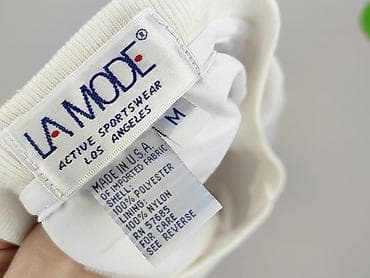 LA MODE®
ACTIVE SPORTSWEAR
LOS ANGELES
M
MADE IN U.S.A.
OF IMPORTED FABRIC
SHELL:
100% POLYESTER
LINING:
100% NYLON
RN 57685
FOR CARE
SEE REVERSE